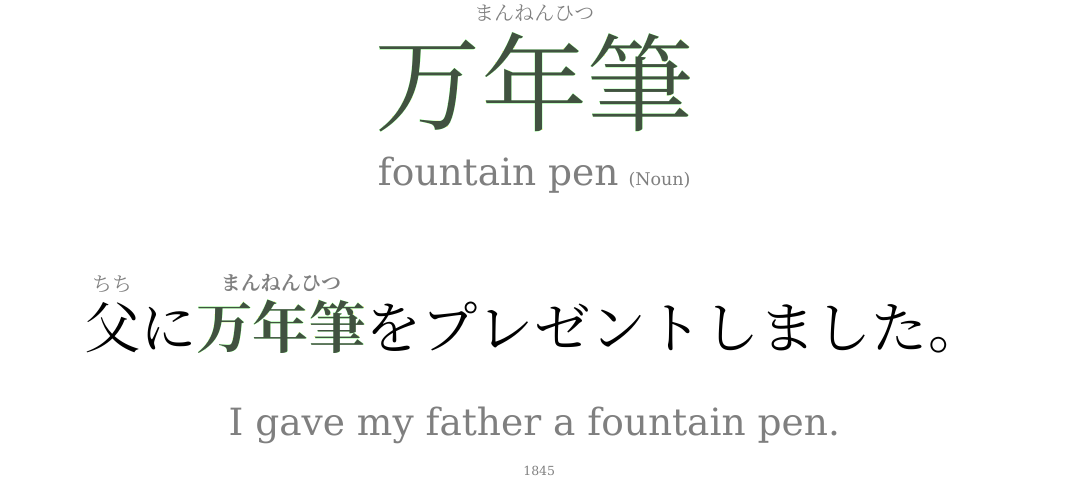 まんねんひつ
万年筆
fountain pen (Noun)
ちち まんねんひつ
父に万年筆をプレゼントしました。
I gave my father a fountain pen.
1845